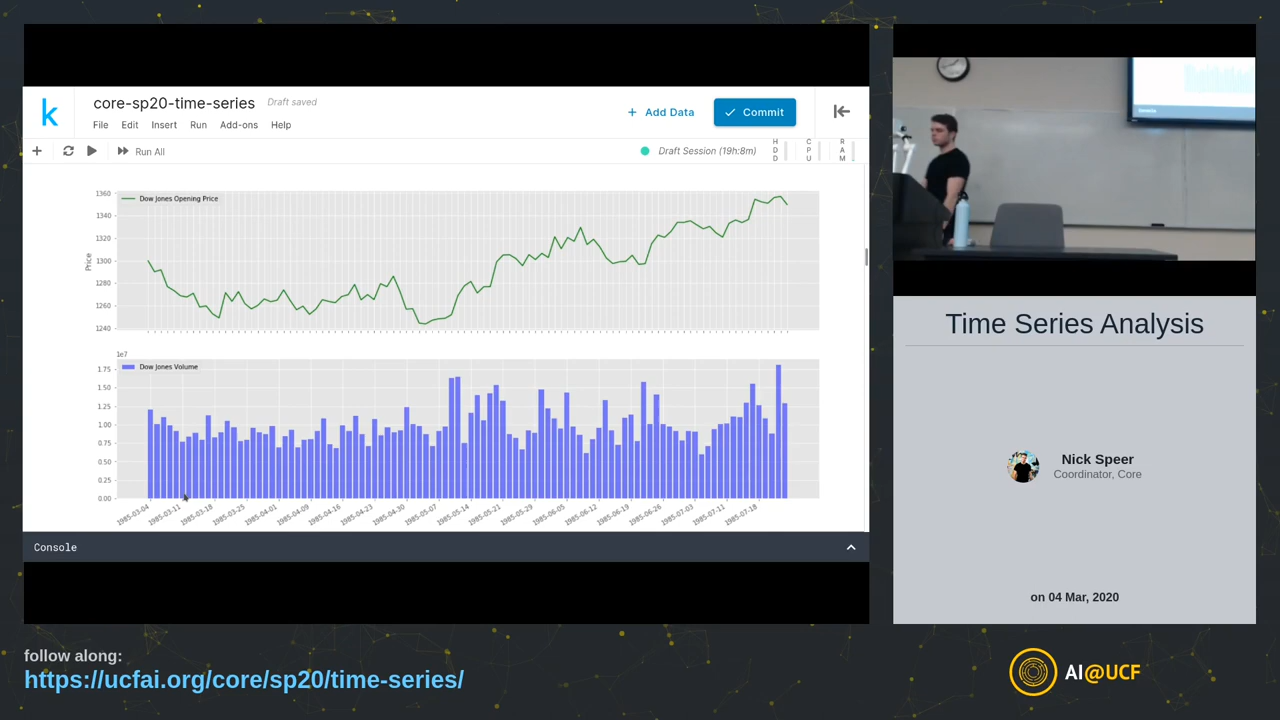 k
core-sp20-time-series
Draft saved
File Edit Insert Run Add-ons Help
+ Add Data
Commit
Run All
Draft Session (19h:8m)
HDD
CPU
RAM
Dow Jones Opening Price
Price
1360
1340
1320
1300
1280
1260
1240
1e7
Dow Jones Volume
1.75
1.50
1.25
1.00
0.75
0.50
0.25
0.00
1985-03-04
1985-03-11
1985-03-18
1985-03-25
1985-04-01
1985-04-09
1985-04-16
1985-04-23
1985-04-30
1985-05-07
1985-05-14
1985-05-21
1985-05-29
1985-06-05
1985-06-12
1985-06-19
1985-06-26
1985-07-03
1985-07-11
1985-07-18
Console
Time Series Analysis
Nick Speer
Coordinator, Core
on 04 Mar, 2020
follow along:
https://ucfai.org/core/sp20/time-series/
AI@UCF